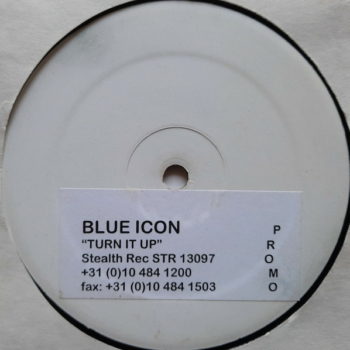 BLUE ICON
“TURN IT UP”
Stealth Rec STR 13097
+31 (0)10 484 1200
fax: +31 (0)10 484 1503
PROMO